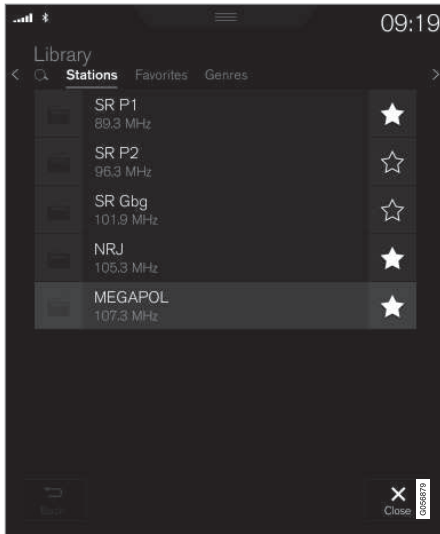 09:19
Library
Stations Favorites Genres
SR P1
89.3 MHz
SR P2
96.3 MHz
SR Gbg
101.9 MHz
NRJ
105.3 MHz
MEGAPOL
107.3 MHz
Back
Close
G056879